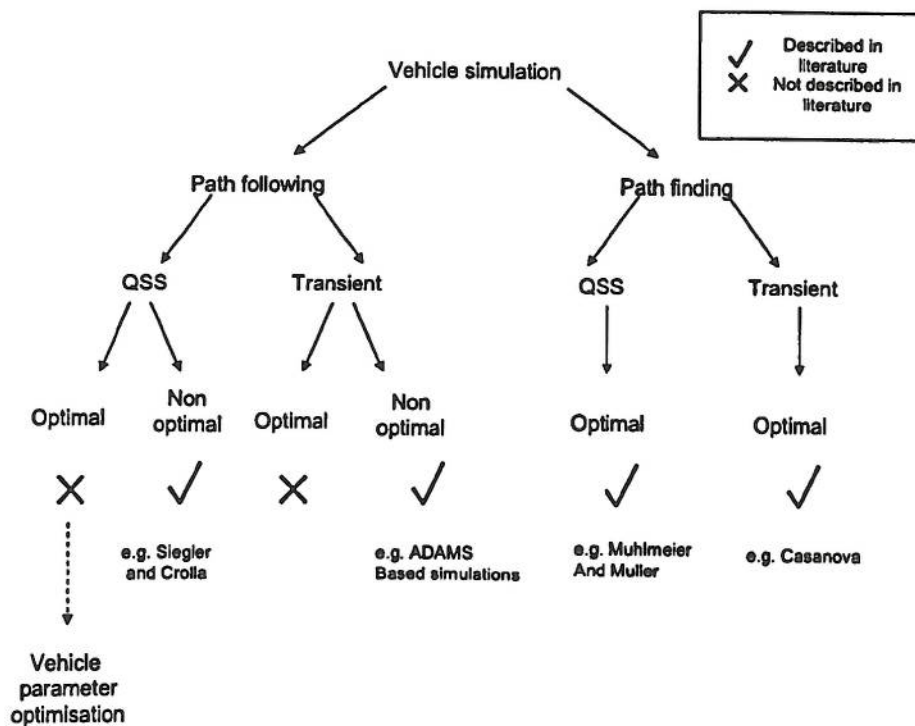 Described in
literature
Not described in
literature
Vehicle simulation
Path following
Path finding
QSS
Transient
QSS
Transient
Optimal
Non
optimal
Optimal
Non
optimal
Optimal
Optimal
e.g. Siegler
and Crolla
e.g. ADAMS
Based simulations
e.g. Muhlmeier
And Muller
e.g. Casanova
Vehicle
parameter
optimisation